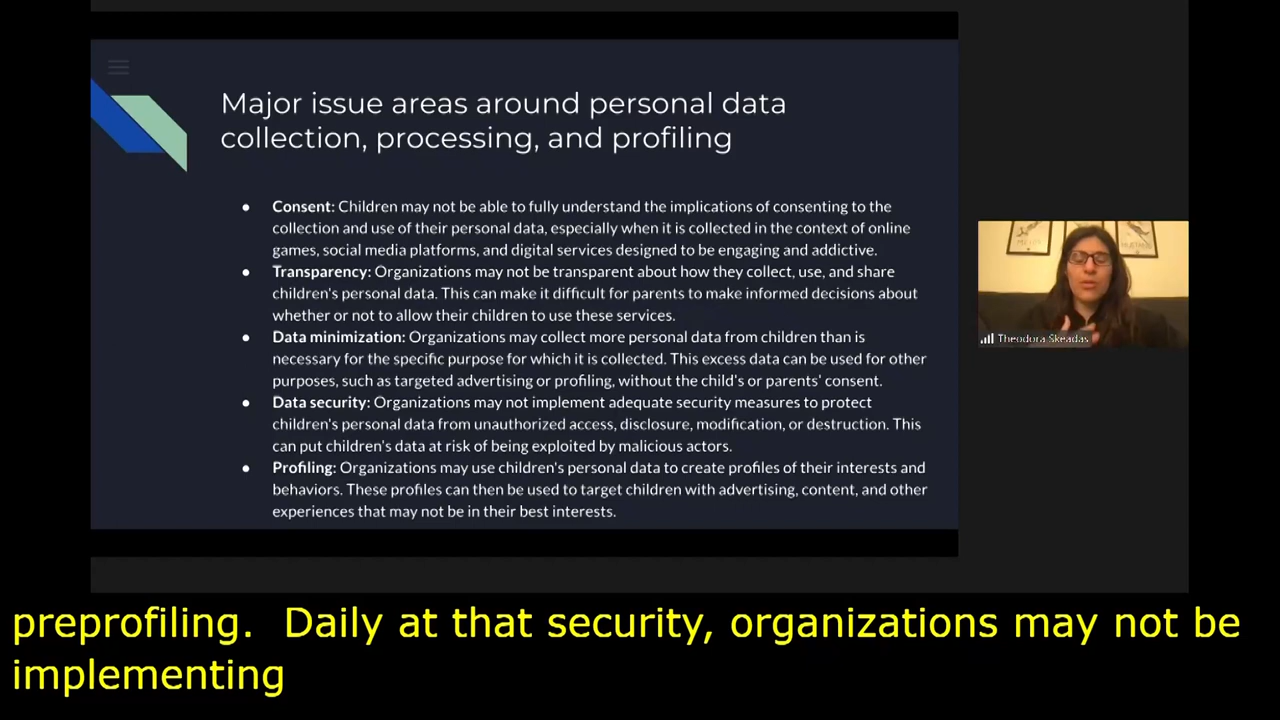 Major issue areas around personal data
collection, processing, and profiling
● Consent: Children may not be able to fully understand the implications of consenting to the
collection and use of their personal data, especially when it is collected in the context of online
games, social media platforms, and digital services designed to be engaging and addictive.
● Transparency: Organizations may not be transparent about how they collect, use, and share
children's personal data. This can make it difficult for parents to make informed decisions about
whether or not to allow their children to use these services.
● Data minimization: Organizations may collect more personal data from children than is
necessary for the specific purpose for which it is collected. This excess data can be used for other
purposes, such as targeted advertising or profiling, without the child's or parents' consent.
● Data security: Organizations may not implement adequate security measures to protect
children's personal data from unauthorized access, disclosure, modification, or destruction. This
can put children's data at risk of being exploited by malicious actors.
● Profiling: Organizations may use children's personal data to create profiles of their interests and
behaviors. These profiles can then be used to target children with advertising, content, and other
experiences that may not be in their best interests.
Theodora Skeadas
preprofiling.  Daily at that security, organizations may not be
implementing